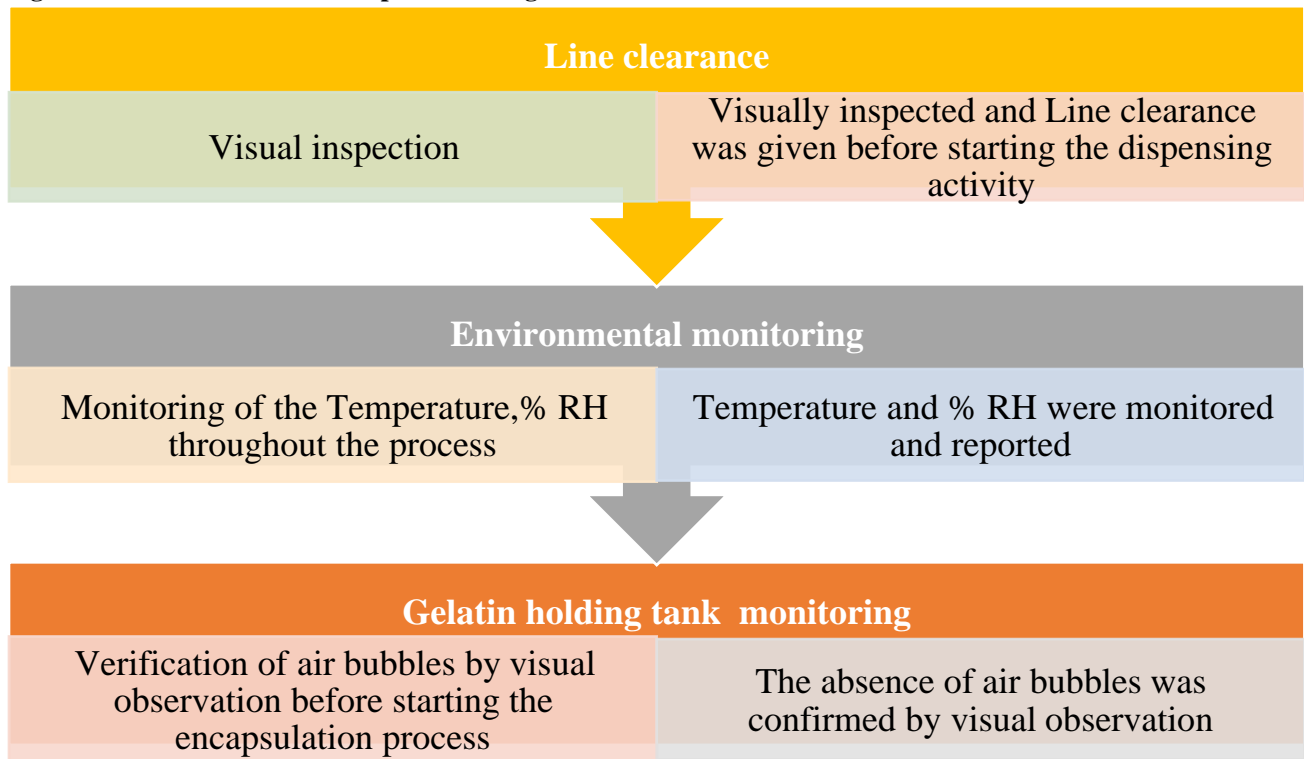 Line clearance
Visual inspection
Visually inspected and Line clearance
was given before starting the dispensing
activity
Environmental monitoring
Monitoring of the Temperature,% RH
throughout the process
Temperature and % RH were monitored
and reported
Gelatin holding tank  monitoring
Verification of air bubbles by visual
observation before starting the
encapsulation process
The absence of air bubbles was
confirmed by visual observation